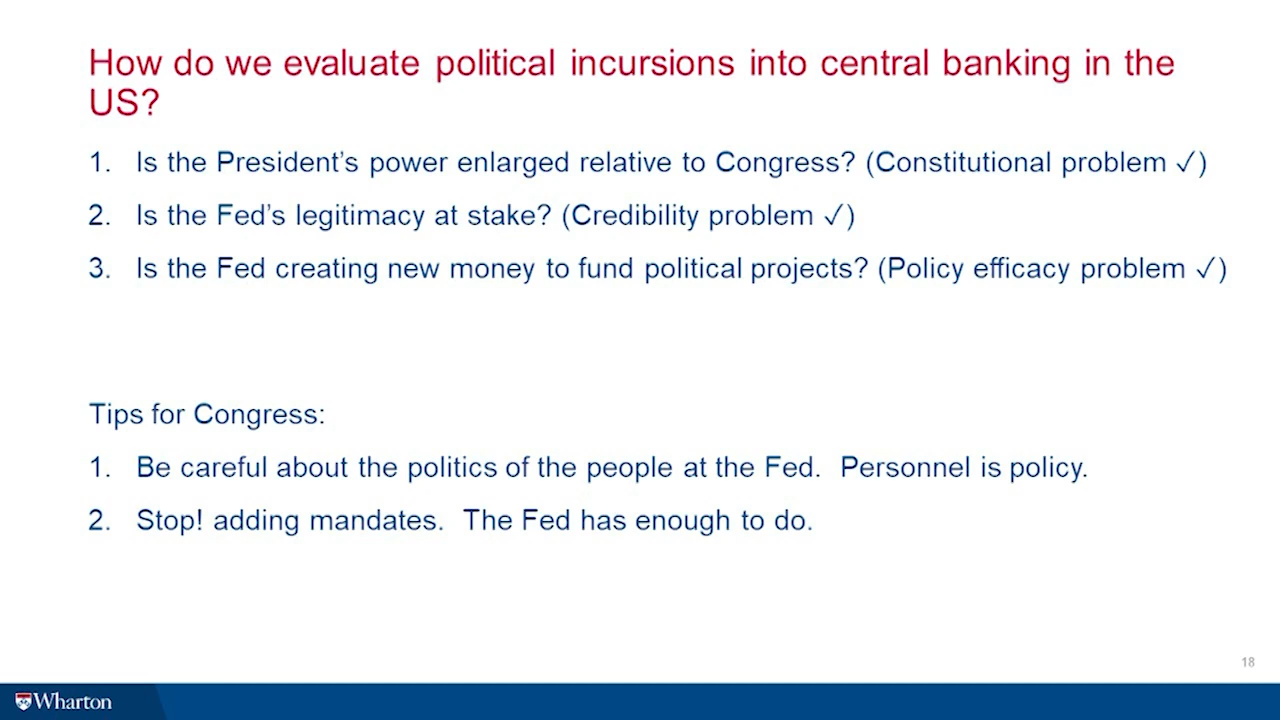 How do we evaluate political incursions into central banking in the
US?
1. Is the President’s power enlarged relative to Congress? (Constitutional problem ✓)
2. Is the Fed’s legitimacy at stake? (Credibility problem ✓)
3. Is the Fed creating new money to fund political projects? (Policy efficacy problem ✓)
Tips for Congress:
1. Be careful about the politics of the people at the Fed. Personnel is policy.
2. Stop! adding mandates. The Fed has enough to do.
18
Wharton